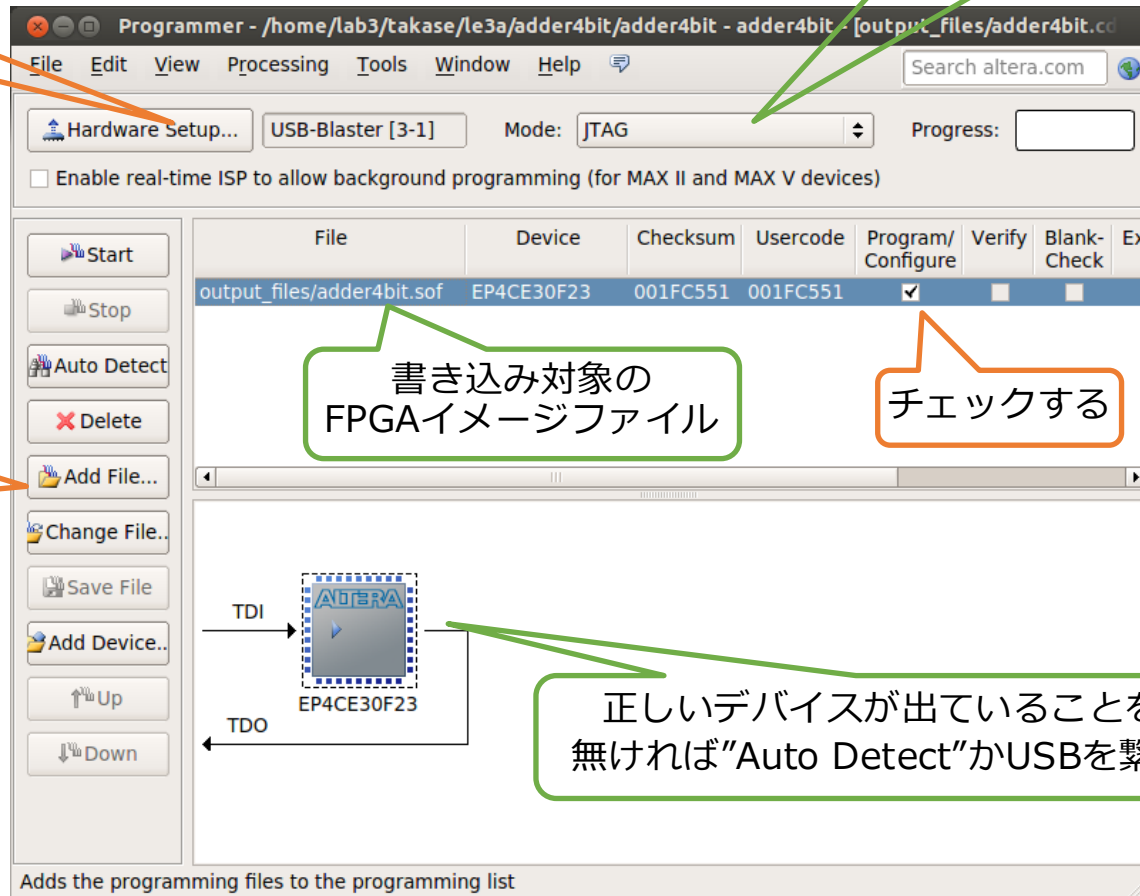 Programmer - /home/lab3/takase/le3a/adder4bit/adder4bit - adder4bit - [output_files/adder4bit.cd
File Edit View Processing Tools Window Help
Search altera.com
Hardware Setup...
USB-Blaster [3-1]
Mode:
JTAG
Progress:
Enable real-time ISP to allow background programming (for MAX II and MAX V devices)
Start
Stop
Auto Detect
Delete
Add File...
Change File..
Save File
Add Device..
Up
Down
File Device Checksum Usercode Program/ Verify Blank- Ex
Configure Check
output_files/adder4bit.sof EP4CE30F23 001FC551 001FC551
書き込み対象の
FPGAイメージファイル
チェックする
TDI
ALTERA
EP4CE30F23
TDO
正しいデバイスが出ていることを
無ければ”Auto Detect”かUSBを繋
Adds the programming files to the programming list